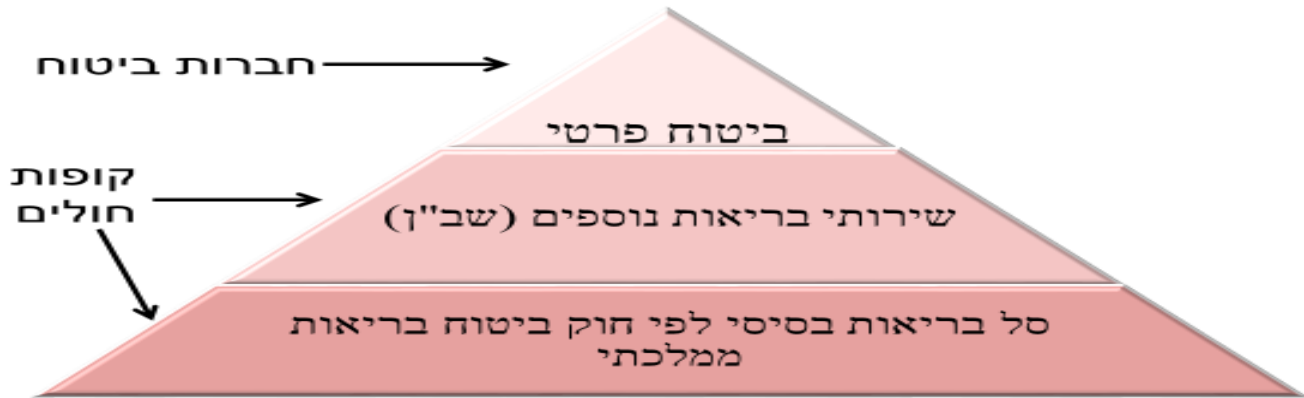 חברות ביטוח
ביטוח פרטי
קופות
חולים
שירותי בריאות נוספים (שב"ן)
סל בריאות בסיסי לפי חוק ביטוח בריאות
ממלכתי